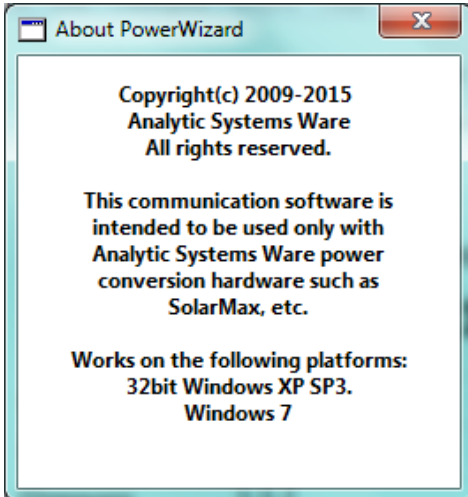 About PowerWizard
Copyright(c) 2009-2015
Analytic Systems Ware
All rights reserved.
This communication software is
intended to be used only with
Analytic Systems Ware power
conversion hardware such as
SolarMax, etc.
Works on the following platforms:
32bit Windows XP SP3.
Windows 7